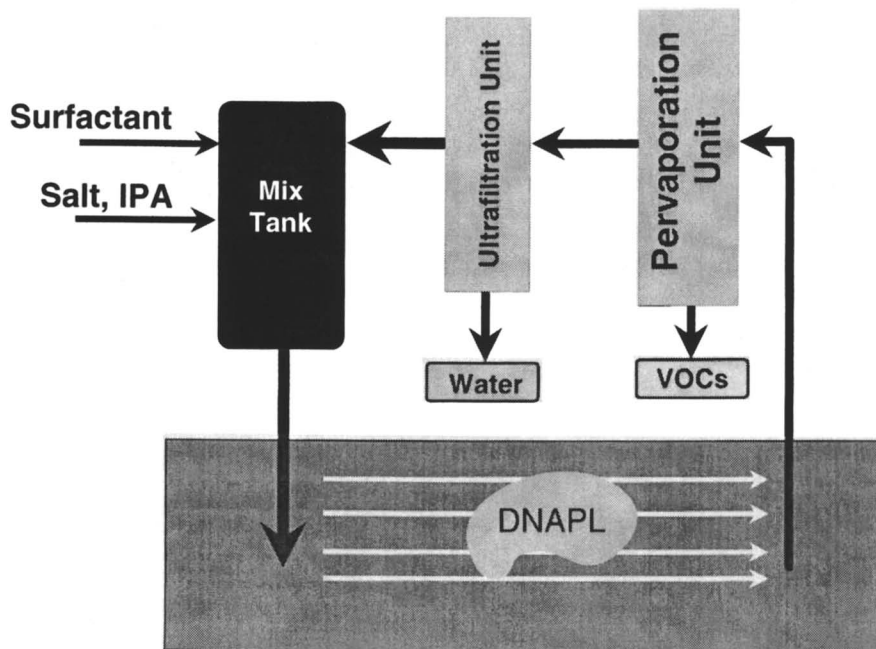 Surfactant
Salt, IPA
Mix
Tank
Ultrafiltration Unit
Pervaporation
Unit
Water
VOCs
DNAPL